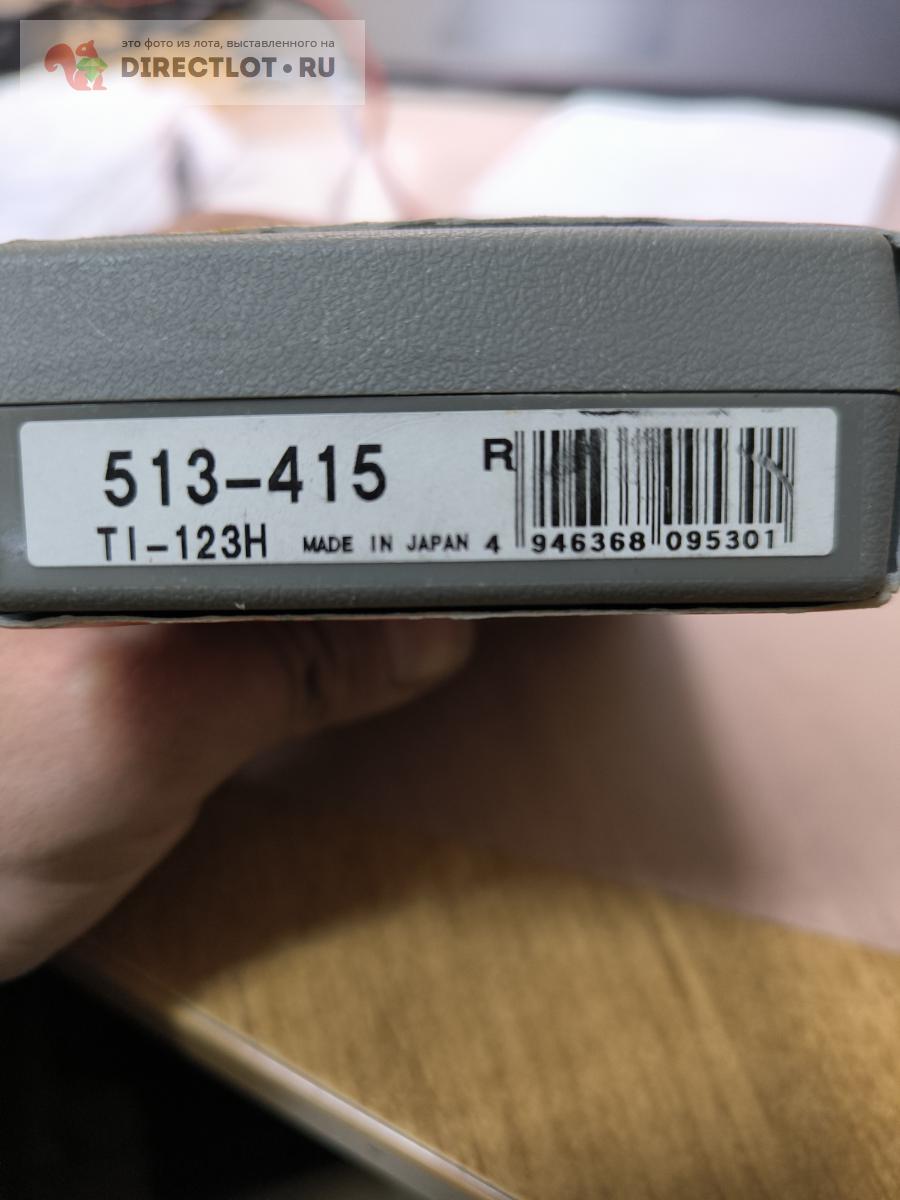 это фото из лота, выставленного на
DIRECTLOT•RU
513-415 R
TI-123H MADE IN JAPAN 4 946368 095301